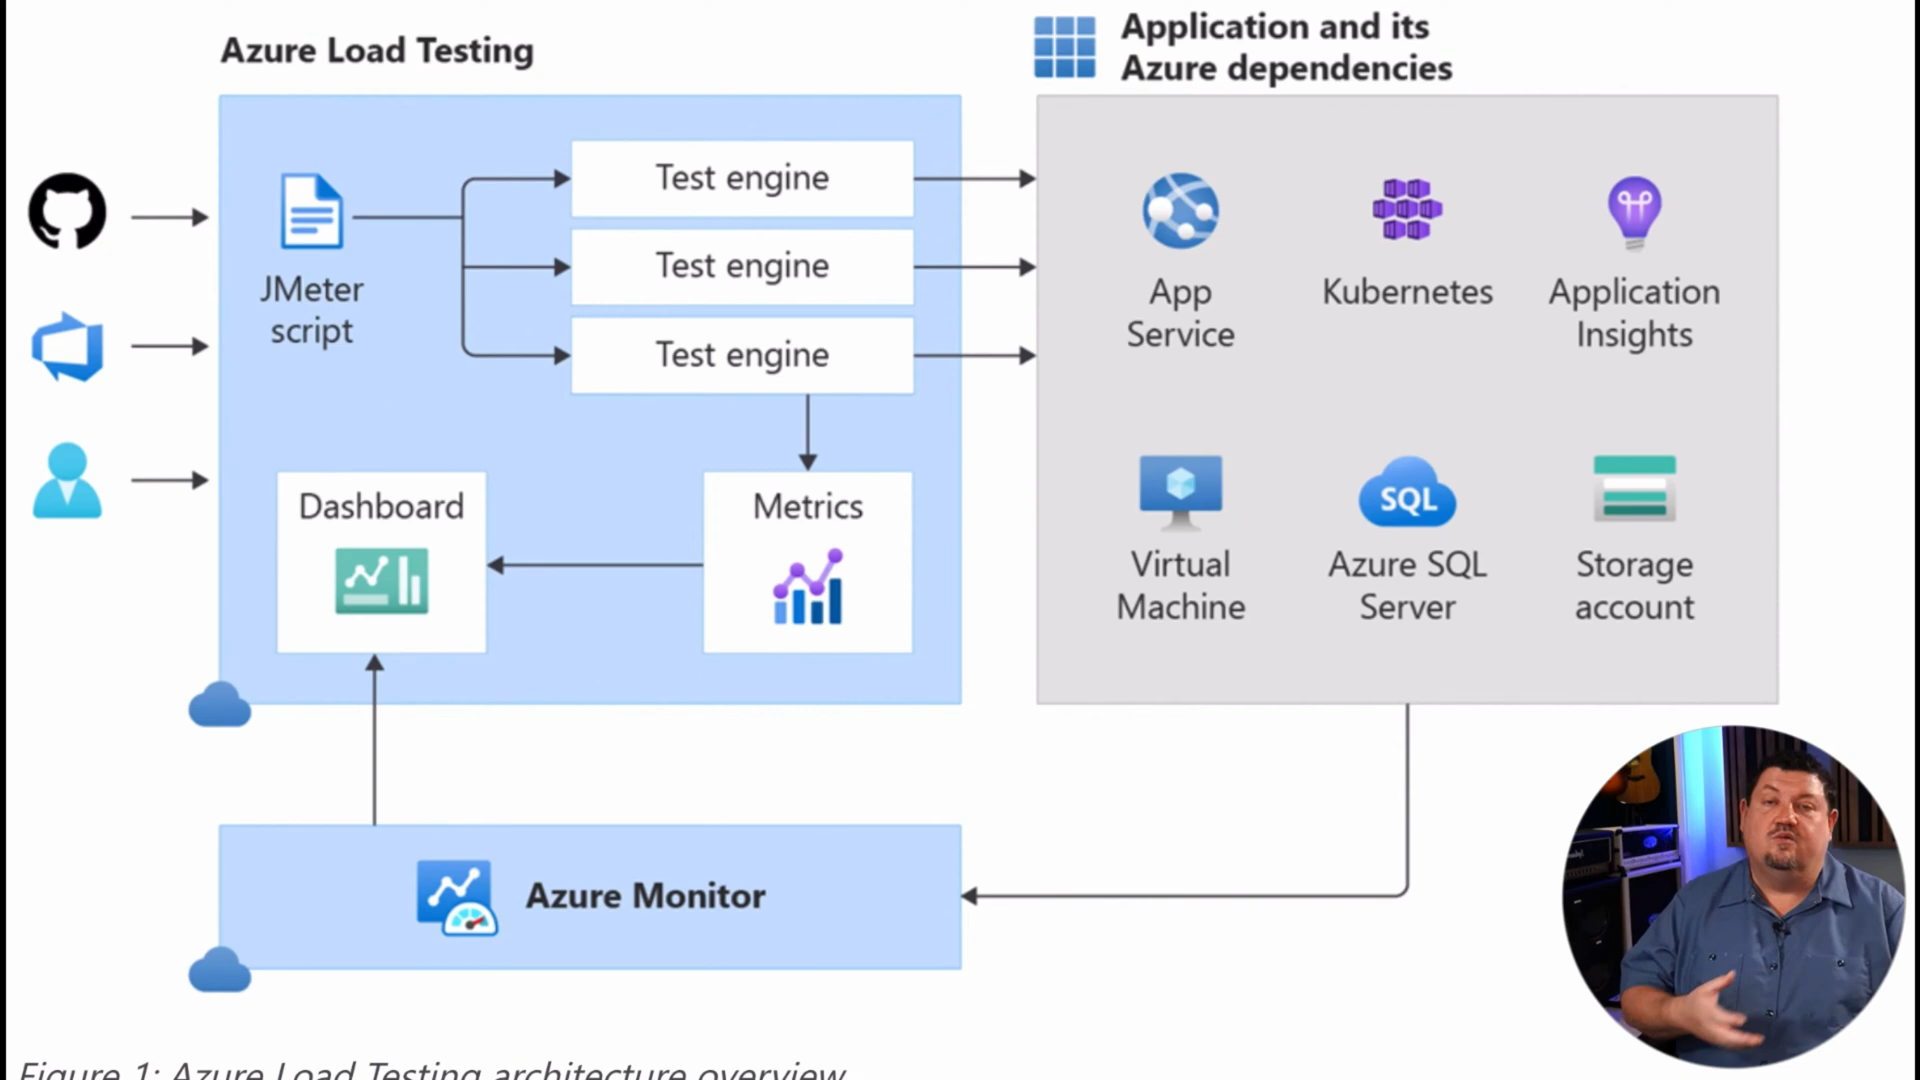 Azure Load Testing
Application and its
Azure dependencies
JMeter
script
Test engine
Test engine
Test engine
Dashboard
Metrics
App
Service
Kubernetes
Application
Insights
Virtual
Machine
SQL
Azure SQL
Server
Storage
account
Azure Monitor
Figure 1: Azure Load Testing architecture overview